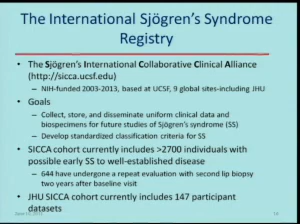 The International Sjögren's Syndrome
Registry
• The Sjögren's International Collaborative Clinical Alliance
(http://sicca.ucsf.edu)
– NIH-funded 2003-2013, based at UCSF, 9 global sites-including JHU
• Goals
– Collect, store, and disseminate uniform clinical data and
biospecimens for future studies of Sjögren's syndrome (SS)
– Develop standardized classification criteria for SS
• SICCA cohort currently includes >2700 individuals with
possible early SS to well-established disease
– 644 have undergone a repeat evaluation with second lip biopsy
two years after baseline visit
• JHU SICCA cohort currently includes 147 participant
datasets